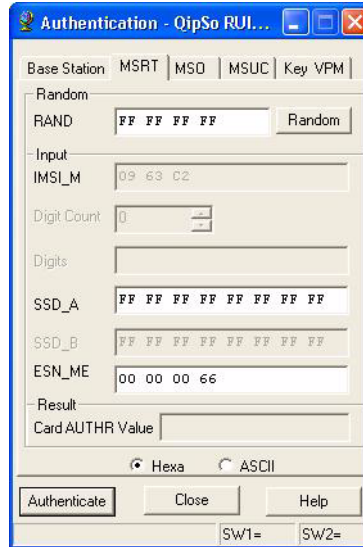 Authentication - QipSo RUI...
Base Station MSRT MSO MSUC Key VPM
Random
RAND FF FF FF FF Random
Input
IMSI_M 09 63 C2
Digit Count 0
Digits
SSD_A FF FF FF FF FF FF FF FF
SSD_B FF FF FF FF FF FF FF FF
ESN_ME 00 00 00 66
Result
Card AUTHR Value
Hexa ASCII
Authenticate Close Help
SW1= SW2=